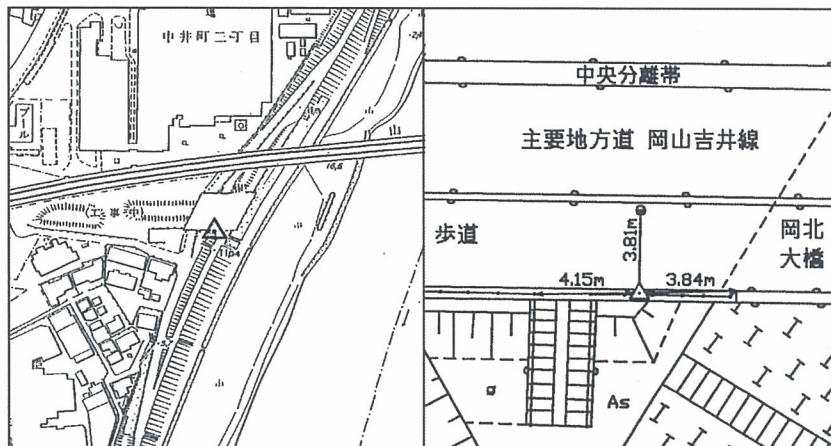 中井町二丁目
プール
山
16.6
(工事中)
11p4
中央分離帯
主要地方道 岡山吉井線
歩道
3.81m
岡北
大橋
4.15m
3.84m
As